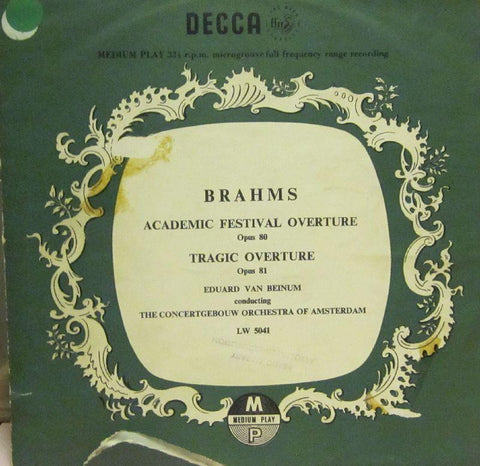 DECCA
ffrr
MEDIUM PLAY 33⅓ r.p.m. microgroove full frequency range recording
BRAHMS
ACADEMIC FESTIVAL OVERTURE
Opus 80
TRAGIC OVERTURE
Opus 81
EDUARD VAN BEINUM
conducting
THE CONCERTGEBOUW ORCHESTRA OF AMSTERDAM
LW 5041
M
MEDIUM PLAY
P